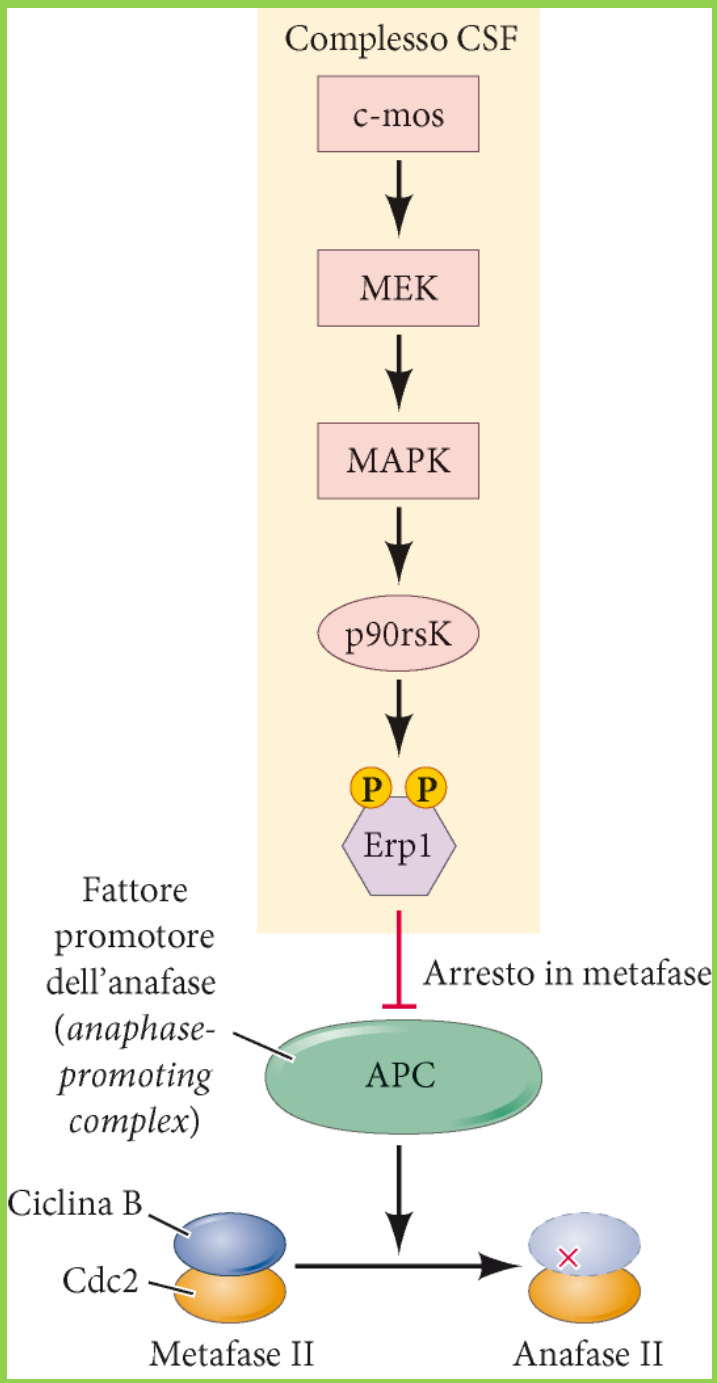 Complesso CSF
c-mos
MEK
MAPK
p90rsK
P P
Erp1
Fattore
promotore
dell’anafase
(anaphase-
promoting
complex)
Arresto in metafase
APC
Ciclina B
Cdc2
Metafase II
Anafase II